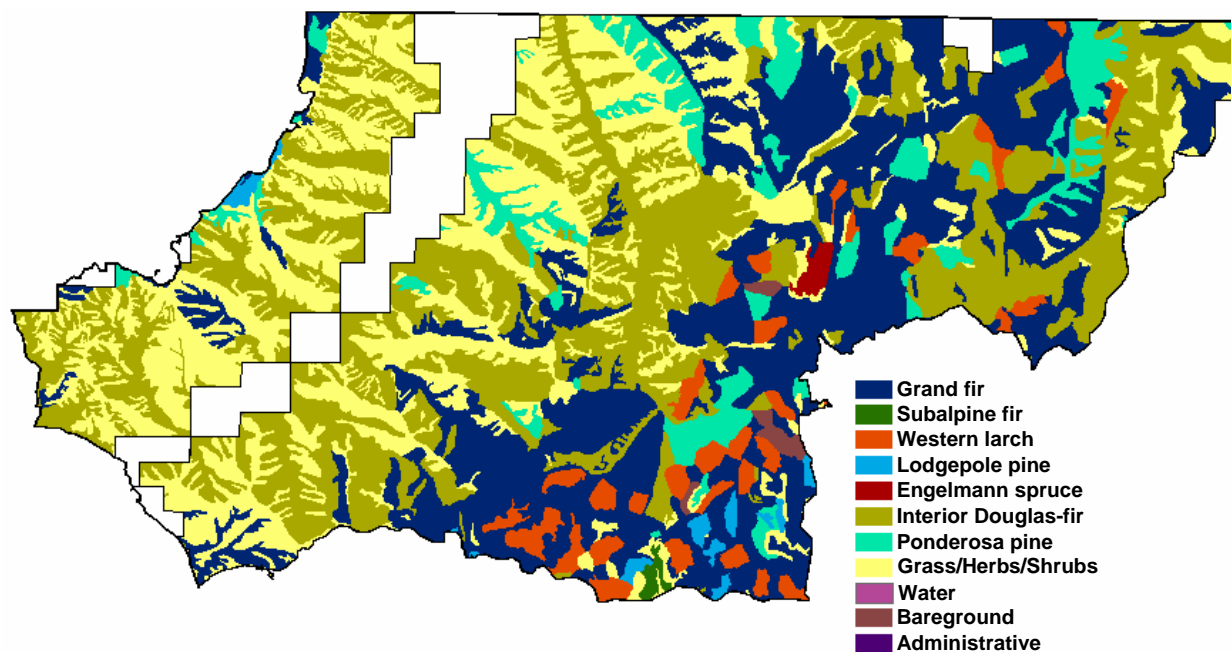 Grand fir
Subalpine fir
Western larch
Lodgepole pine
Engelmann spruce
Interior Douglas-fir
Ponderosa pine
Grass/Herbs/Shrubs
Water
Bareground
Administrative